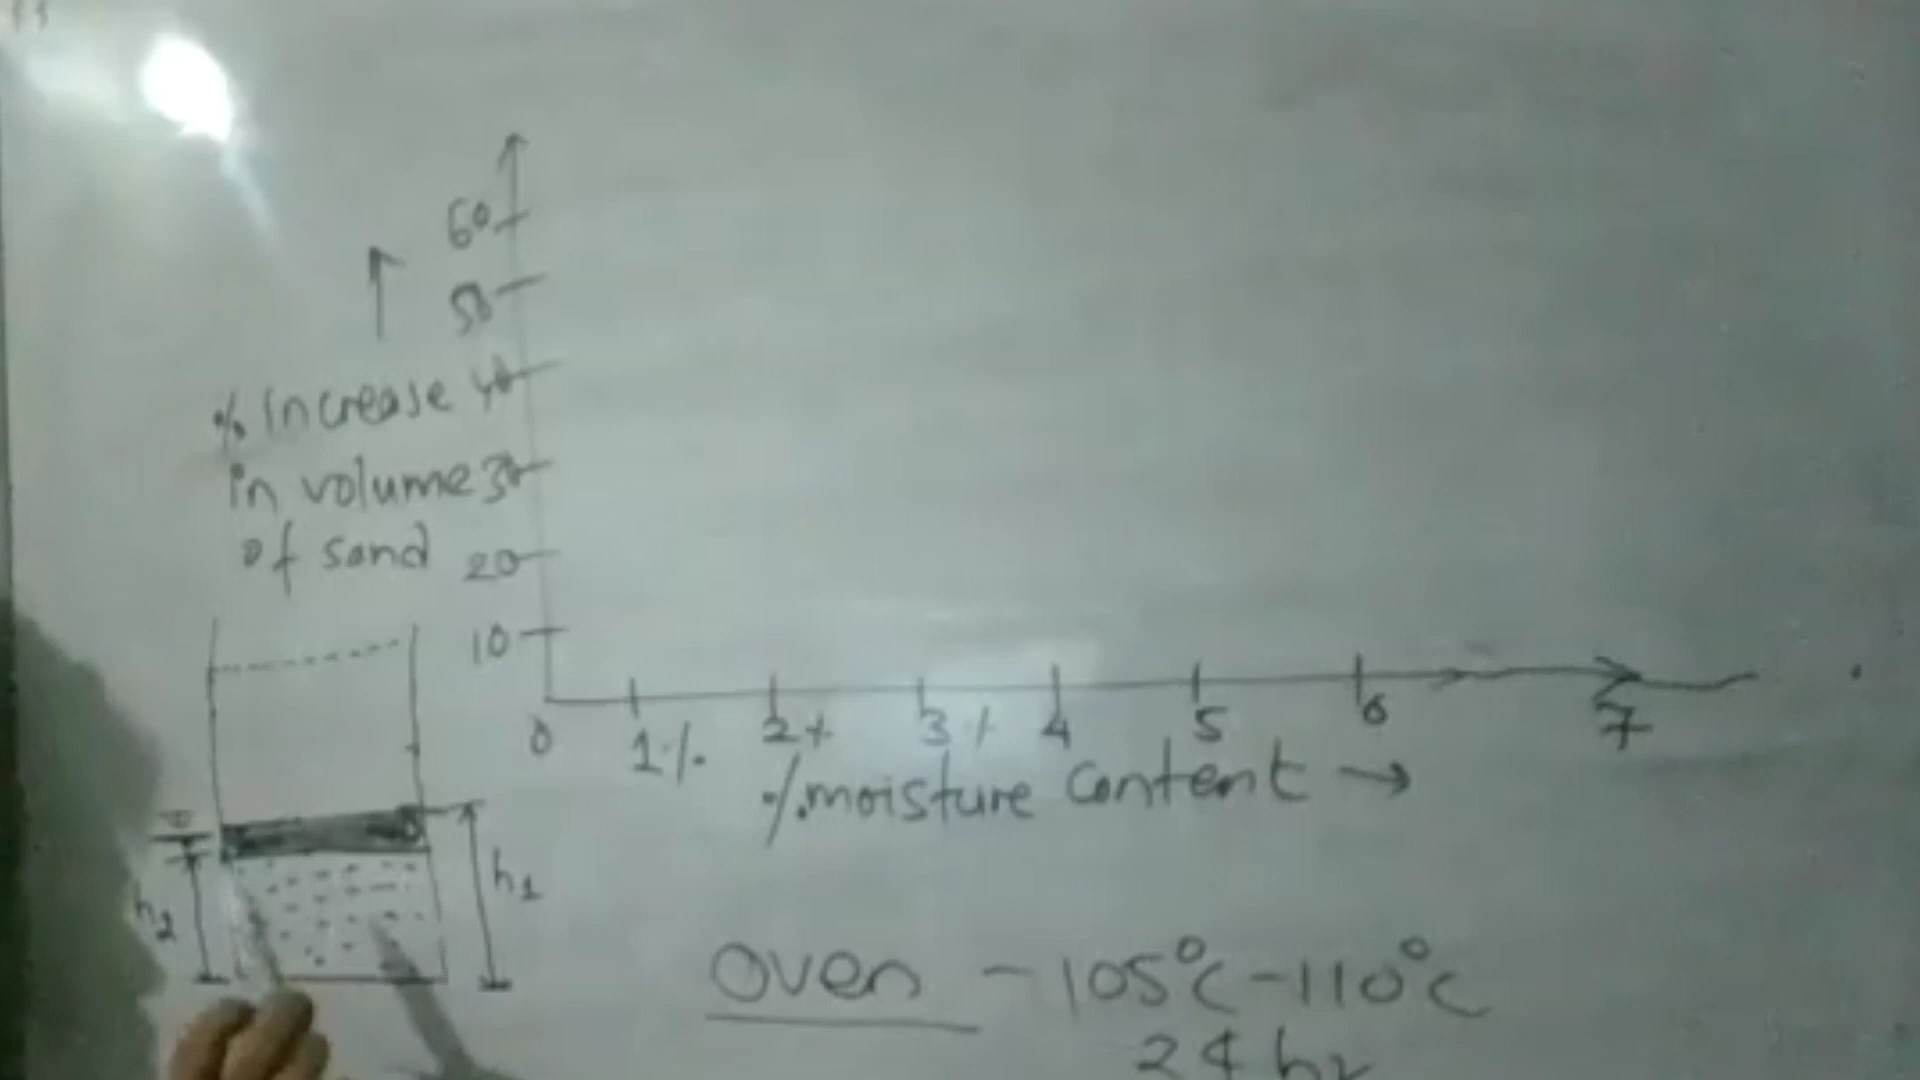 60
50
% increase 40
in volume 30
of sand 20
10
0 1% 2% 3% 4 5 6 7
% moisture content →
h2 h1
Oven - 105°C - 110°C
24 hr